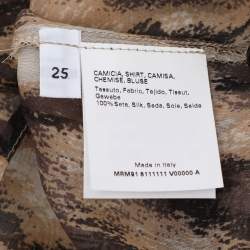 25
CAMICIA, SHIRT, CAMISA,
CHEMISE, BLUSE
Tessuto, Fabric, Tejido, Tissut,
Gewebe
100% Seta, Silk, Seda, Soie, Seide
Made in Italy
MRM91 8111111 V00000 A